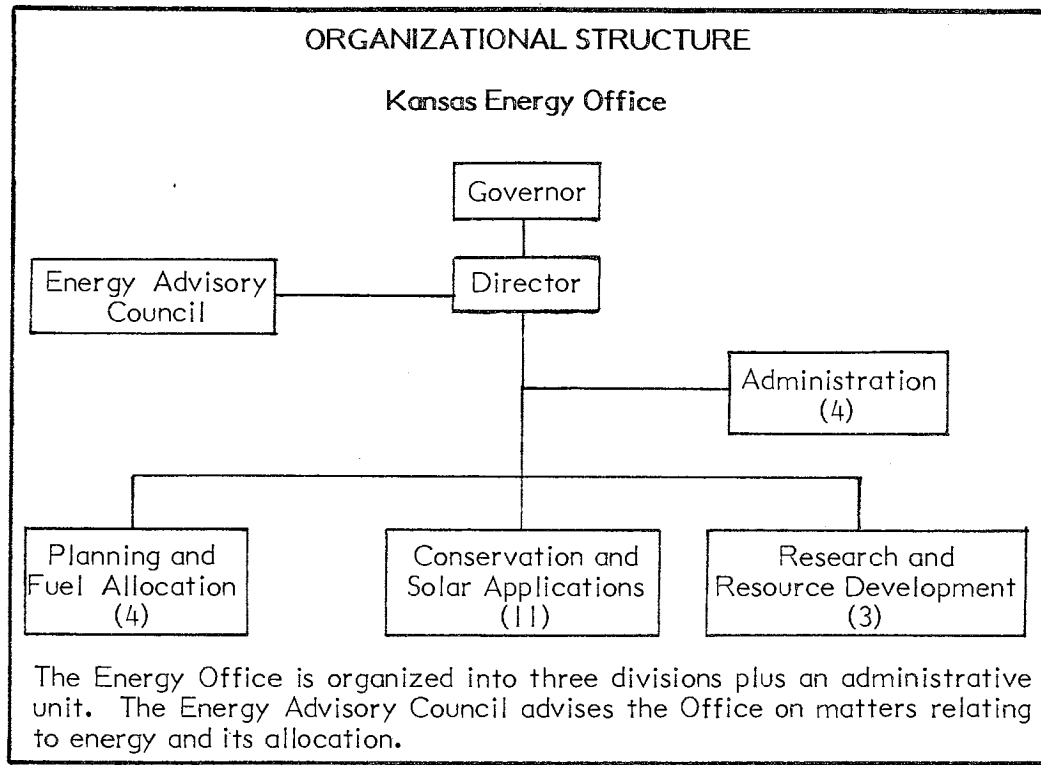 ORGANIZATIONAL STRUCTURE
Kansas Energy Office
Governor
Energy Advisory
Council
Director
Administration
(4)
Planning and
Fuel Allocation
(4)
Conservation and
Solar Applications
(11)
Research and
Resource Development
(3)
The Energy Office is organized into three divisions plus an administrative
unit. The Energy Advisory Council advises the Office on matters relating
to energy and its allocation.